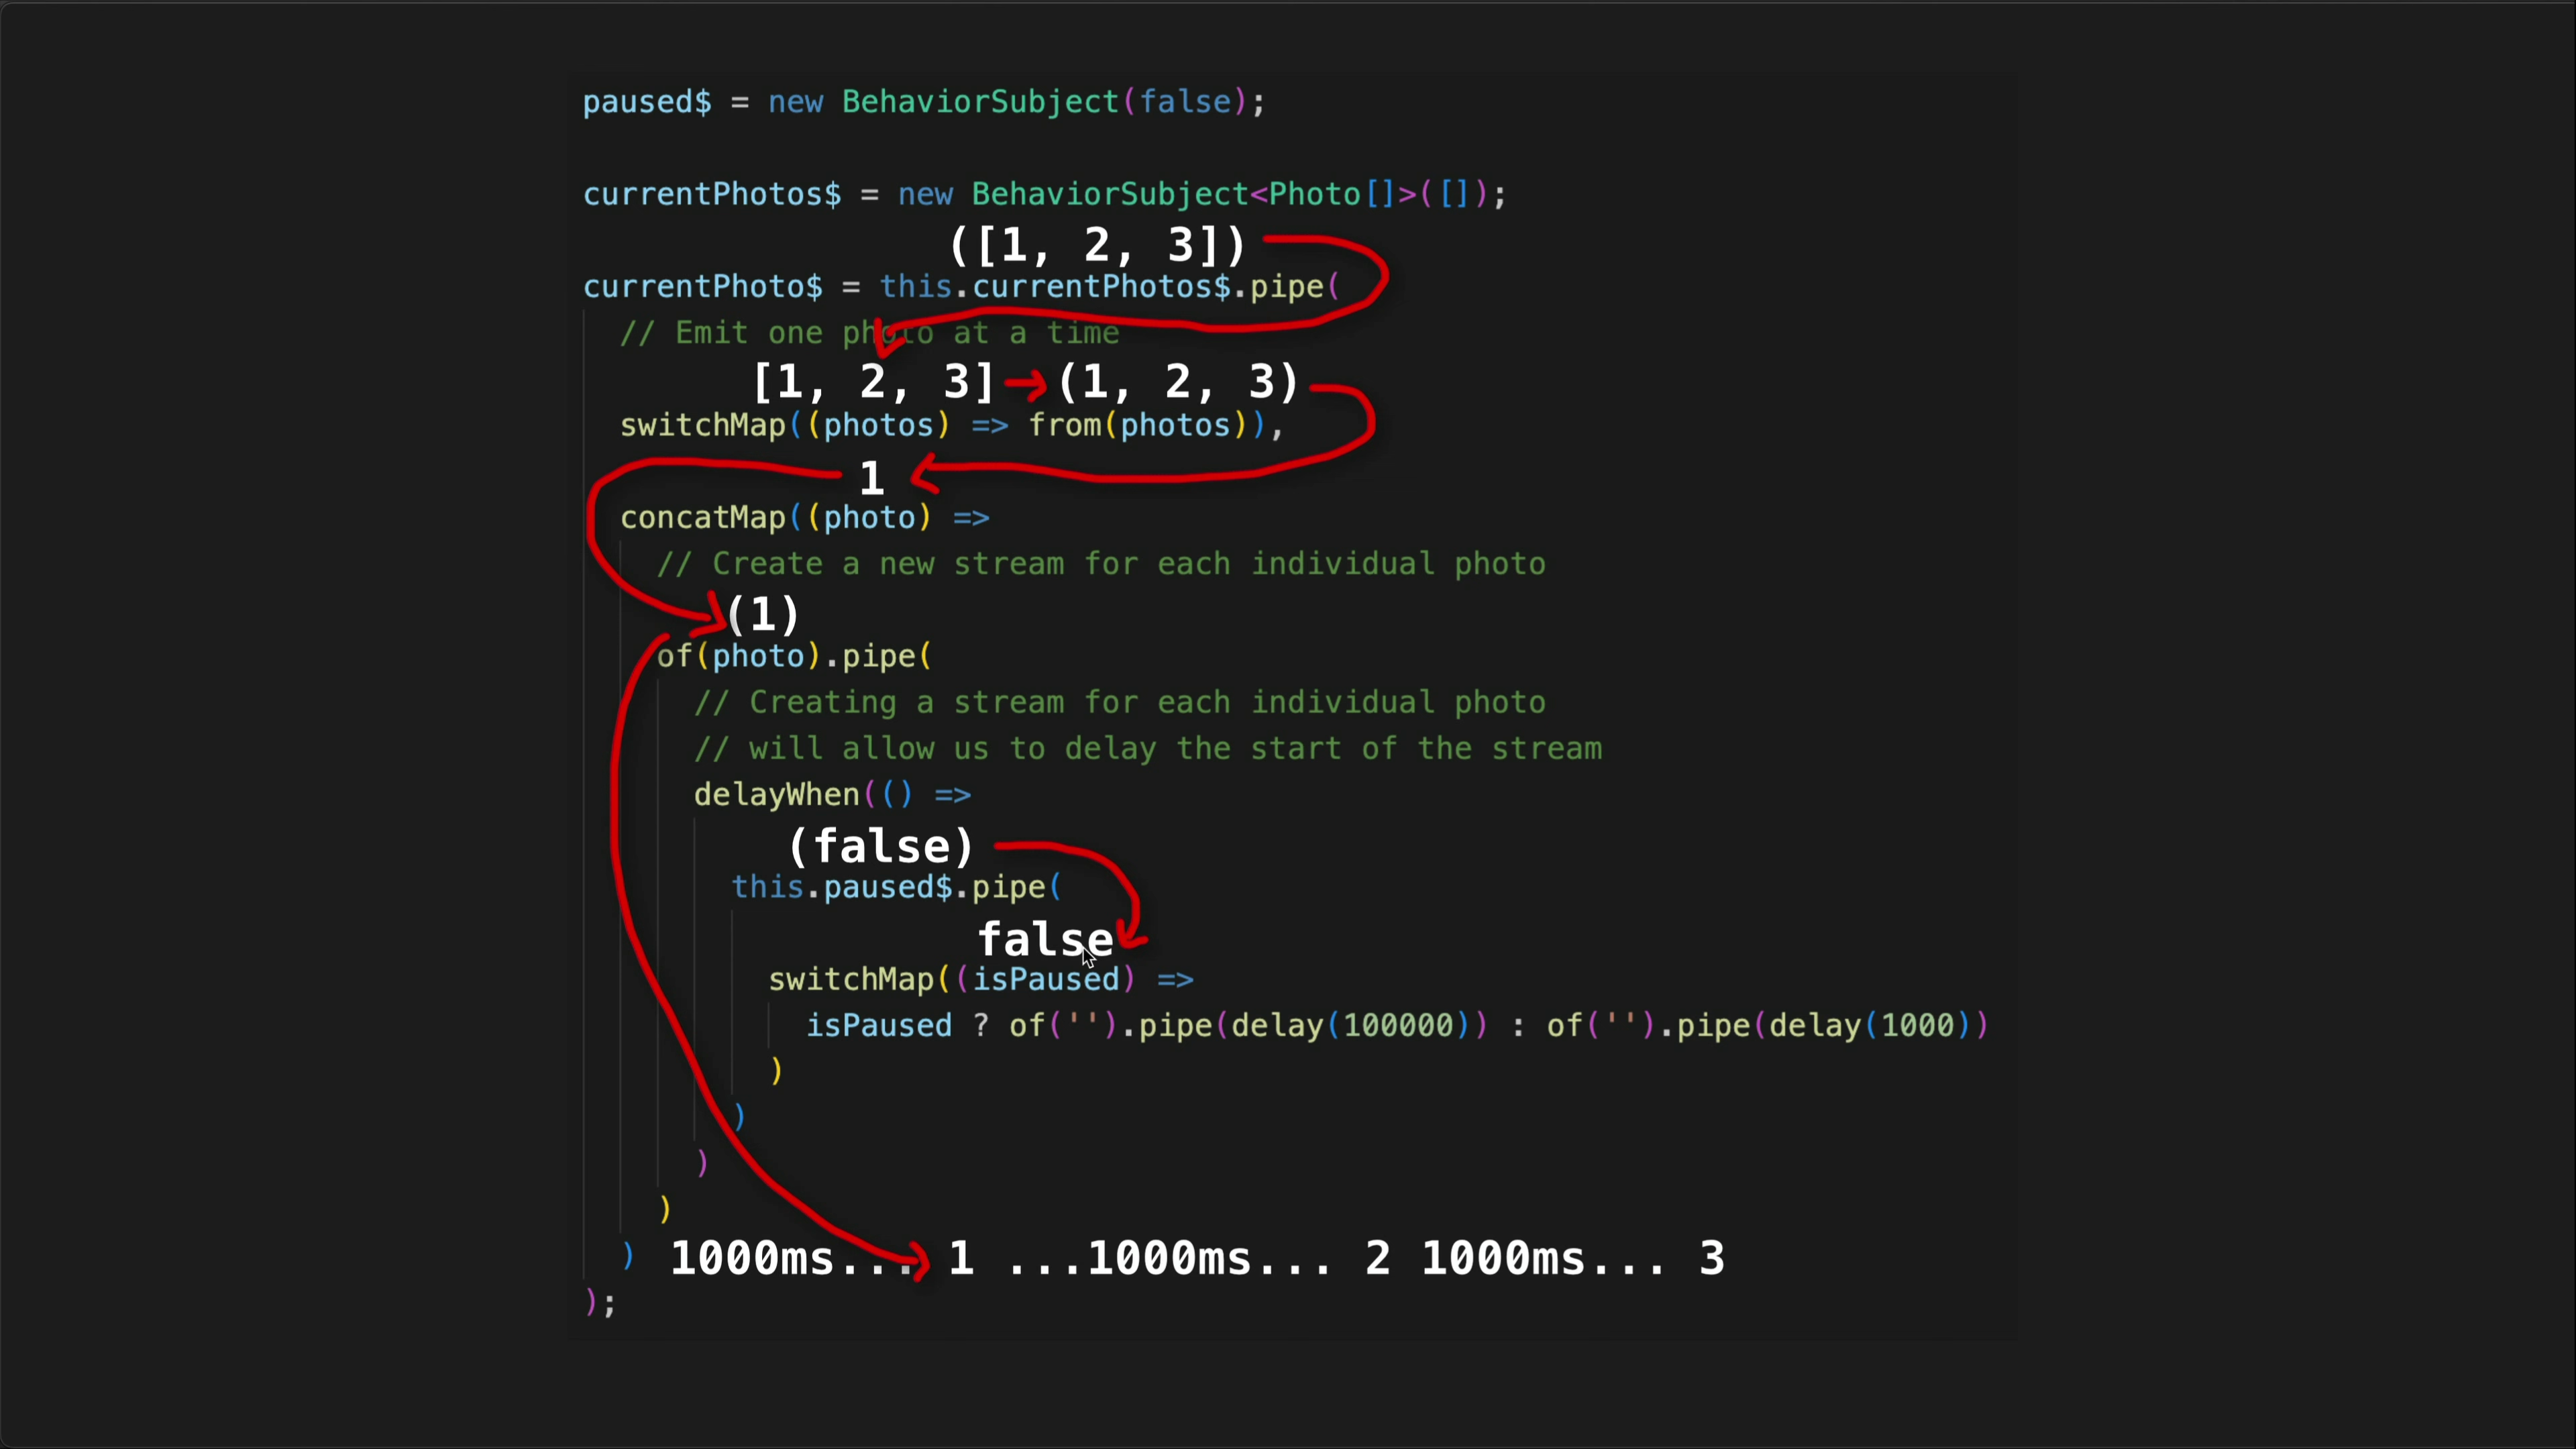 paused$ = new BehaviorSubject(false);
currentPhotos$ = new BehaviorSubject<Photo[]>([]);
([1, 2, 3])
currentPhoto$ = this.currentPhotos$.pipe(
// Emit one photo at a time
[1, 2, 3] (1, 2, 3)
switchMap((photos) => from(photos)),
1
concatMap((photo) =>
// Create a new stream for each individual photo
(1)
of(photo).pipe(
// Creating a stream for each individual photo
// will allow us to delay the start of the stream
delayWhen(() =>
(false)
this.paused$.pipe(
false
switchMap((isPaused) =>
isPaused ? of('').pipe(delay(100000)) : of('').pipe(delay(1000))
)
)
)
)
) 1000ms... 1 ...1000ms... 2 1000ms... 3
);